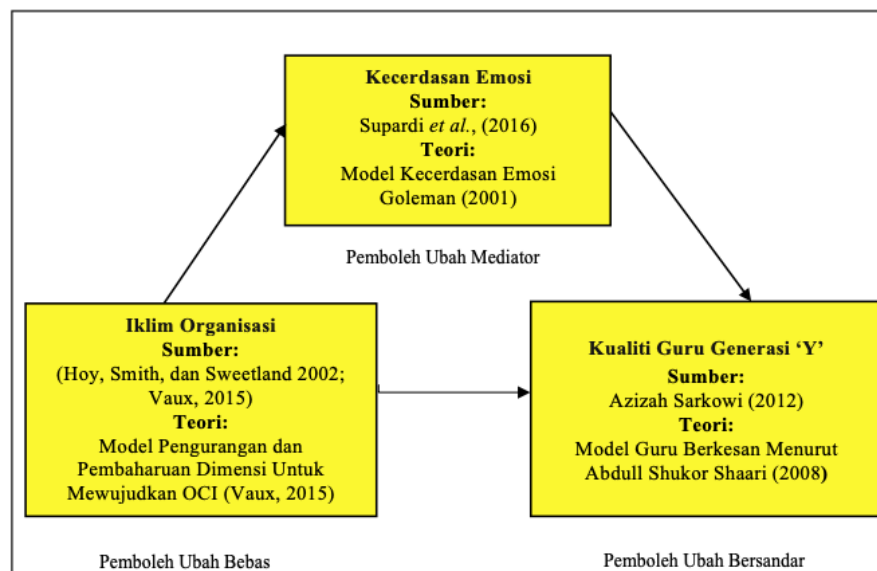 Kecerdasan Emosi
Sumber:
Supardi et al., (2016)
Teori:
Model Kecerdasan Emosi
Goleman (2001)
Pemboleh Ubah Mediator
Iklim Organisasi
Sumber:
(Hoy, Smith, dan Sweetland 2002;
Vaux, 2015)
Teori:
Model Pengurangan dan
Pembaharuan Dimensi Untuk
Mewujudkan OCI (Vaux, 2015)
Pemboleh Ubah Bebas
Kualiti Guru Generasi ‘Y’
Sumber:
Azizah Sarkowi (2012)
Teori:
Model Guru Berkesan Menurut
Abdull Shukor Shaari (2008)
Pemboleh Ubah Bersandar